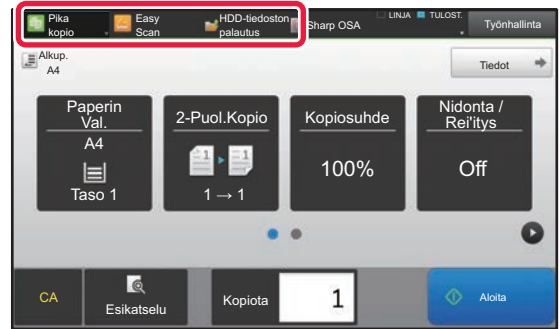 Pika kopio
Easy Scan
HDD-tiedoston palautus
Sharp OSA
LINJA
TULOST.
Työnhallinta
Alkup.
A4
Tiedot
Paperin Val.
A4
Taso 1
2-Puol.Kopio
1 → 1
Kopiosuhde
100%
Nidonta / Rei'itys
Off
CA
Esikatselu
Kopiota
1
Aloita